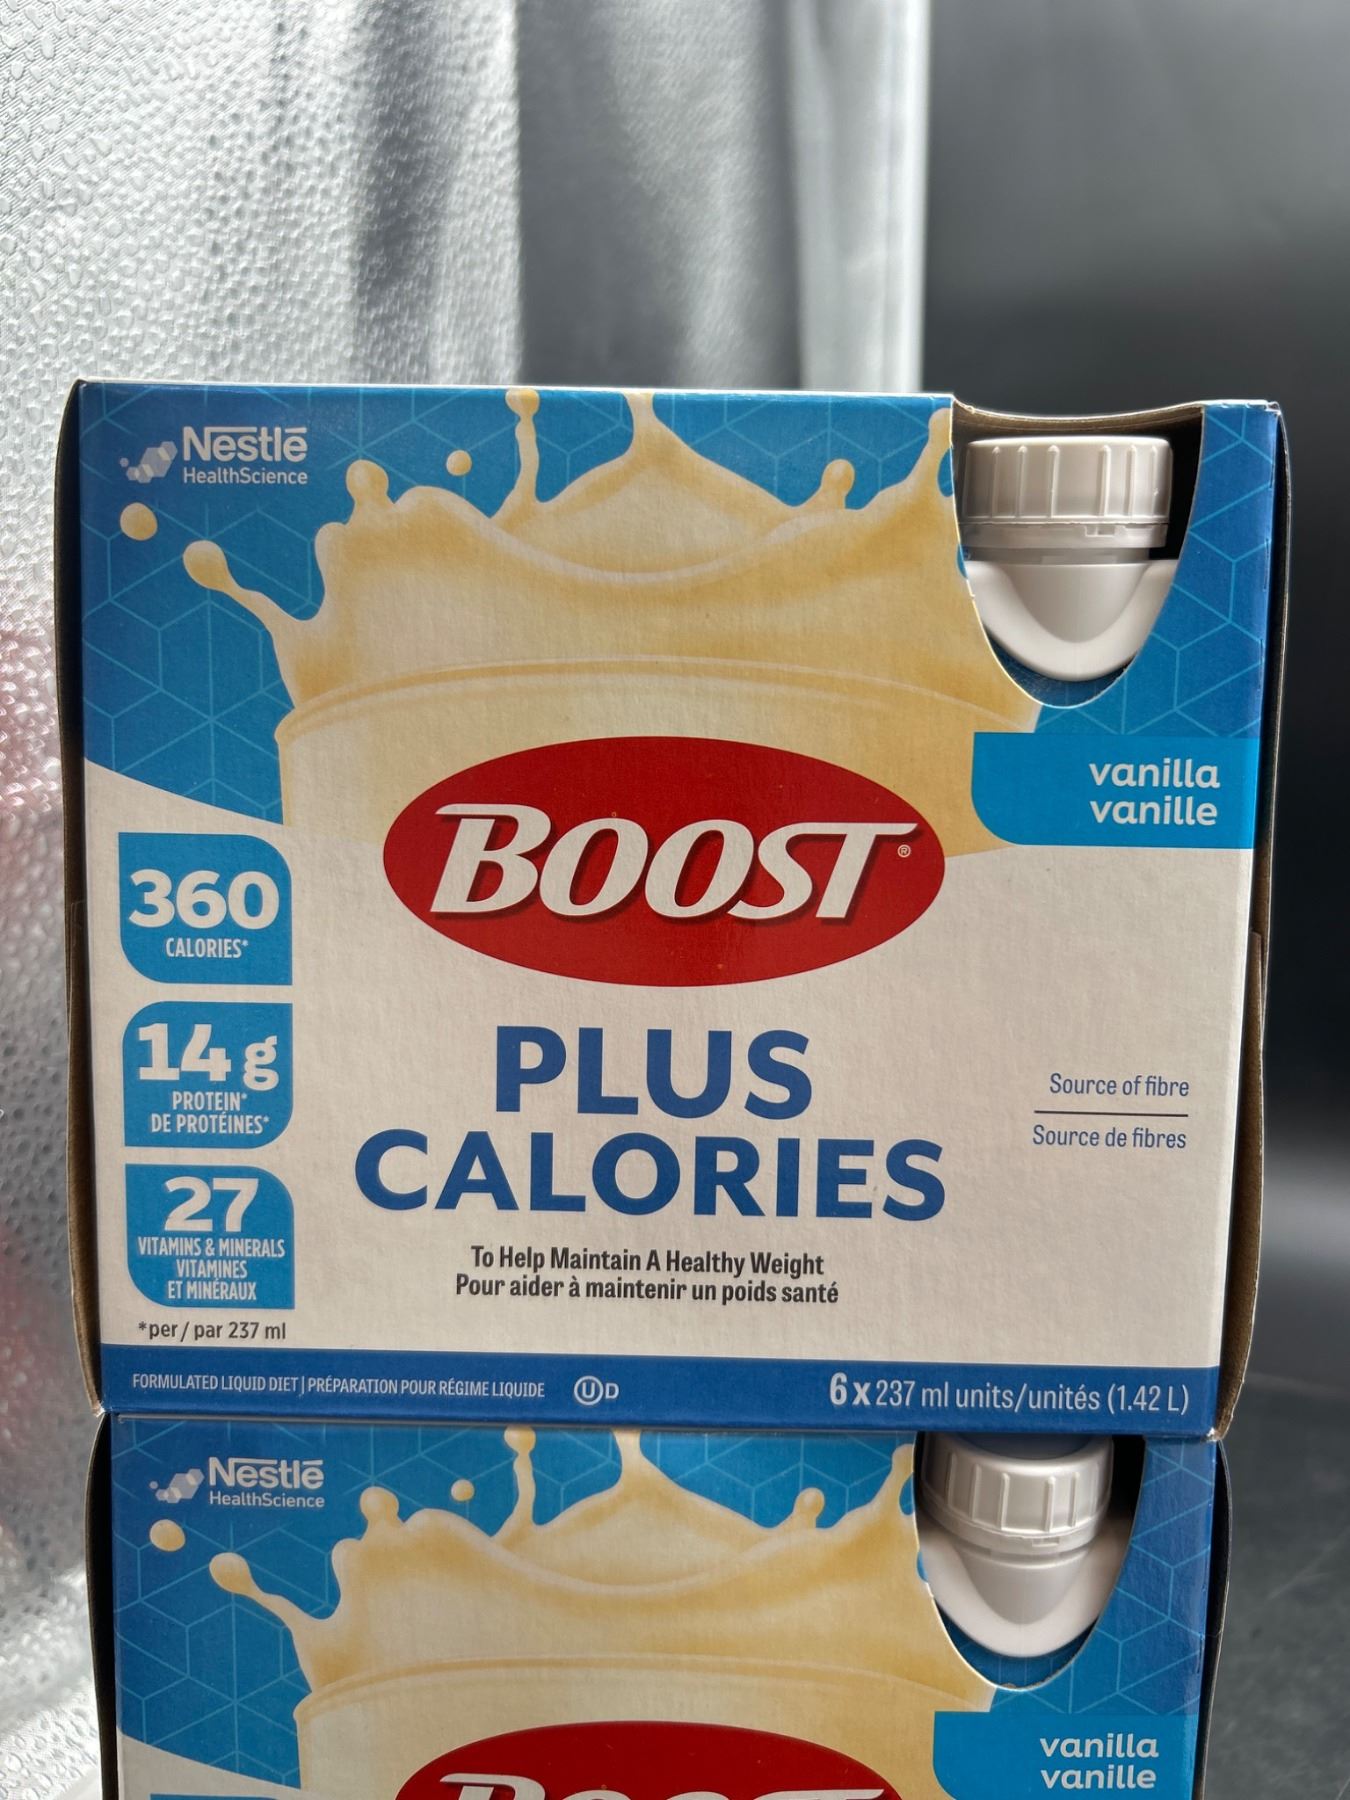 Nestlé
HealthScience
vanilla
vanille
BOOST®
360
CALORIES*
14 g
PROTEIN*
DE PROTÉINES*
27
VITAMINS & MINERALS
VITAMINES
ET MINÉRAUX
*per / par 237 ml
PLUS
CALORIES
Source of fibre
Source de fibres
To Help Maintain A Healthy Weight
Pour aider à maintenir un poids santé
FORMULATED LIQUID DIET | PRÉPARATION POUR RÉGIME LIQUIDE
U D
6 x 237 ml units/unités (1.42 L)
Nestlé
HealthScience
vanilla
vanille
BOOST